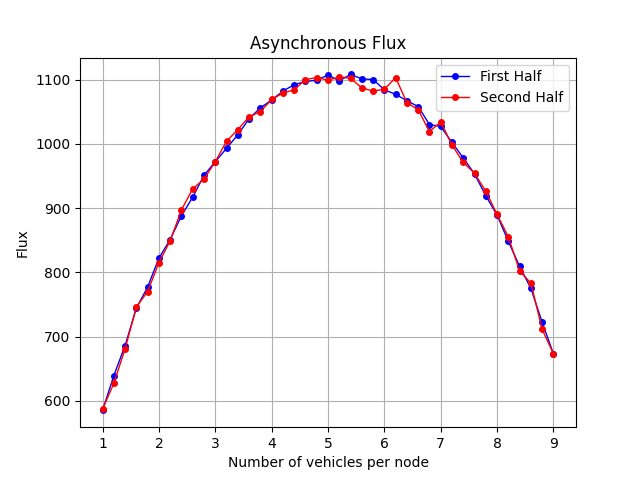 Asynchronous Flux
First Half
Second Half
Flux
1100
1000
900
800
700
600
1 2 3 4 5 6 7 8 9
Number of vehicles per node